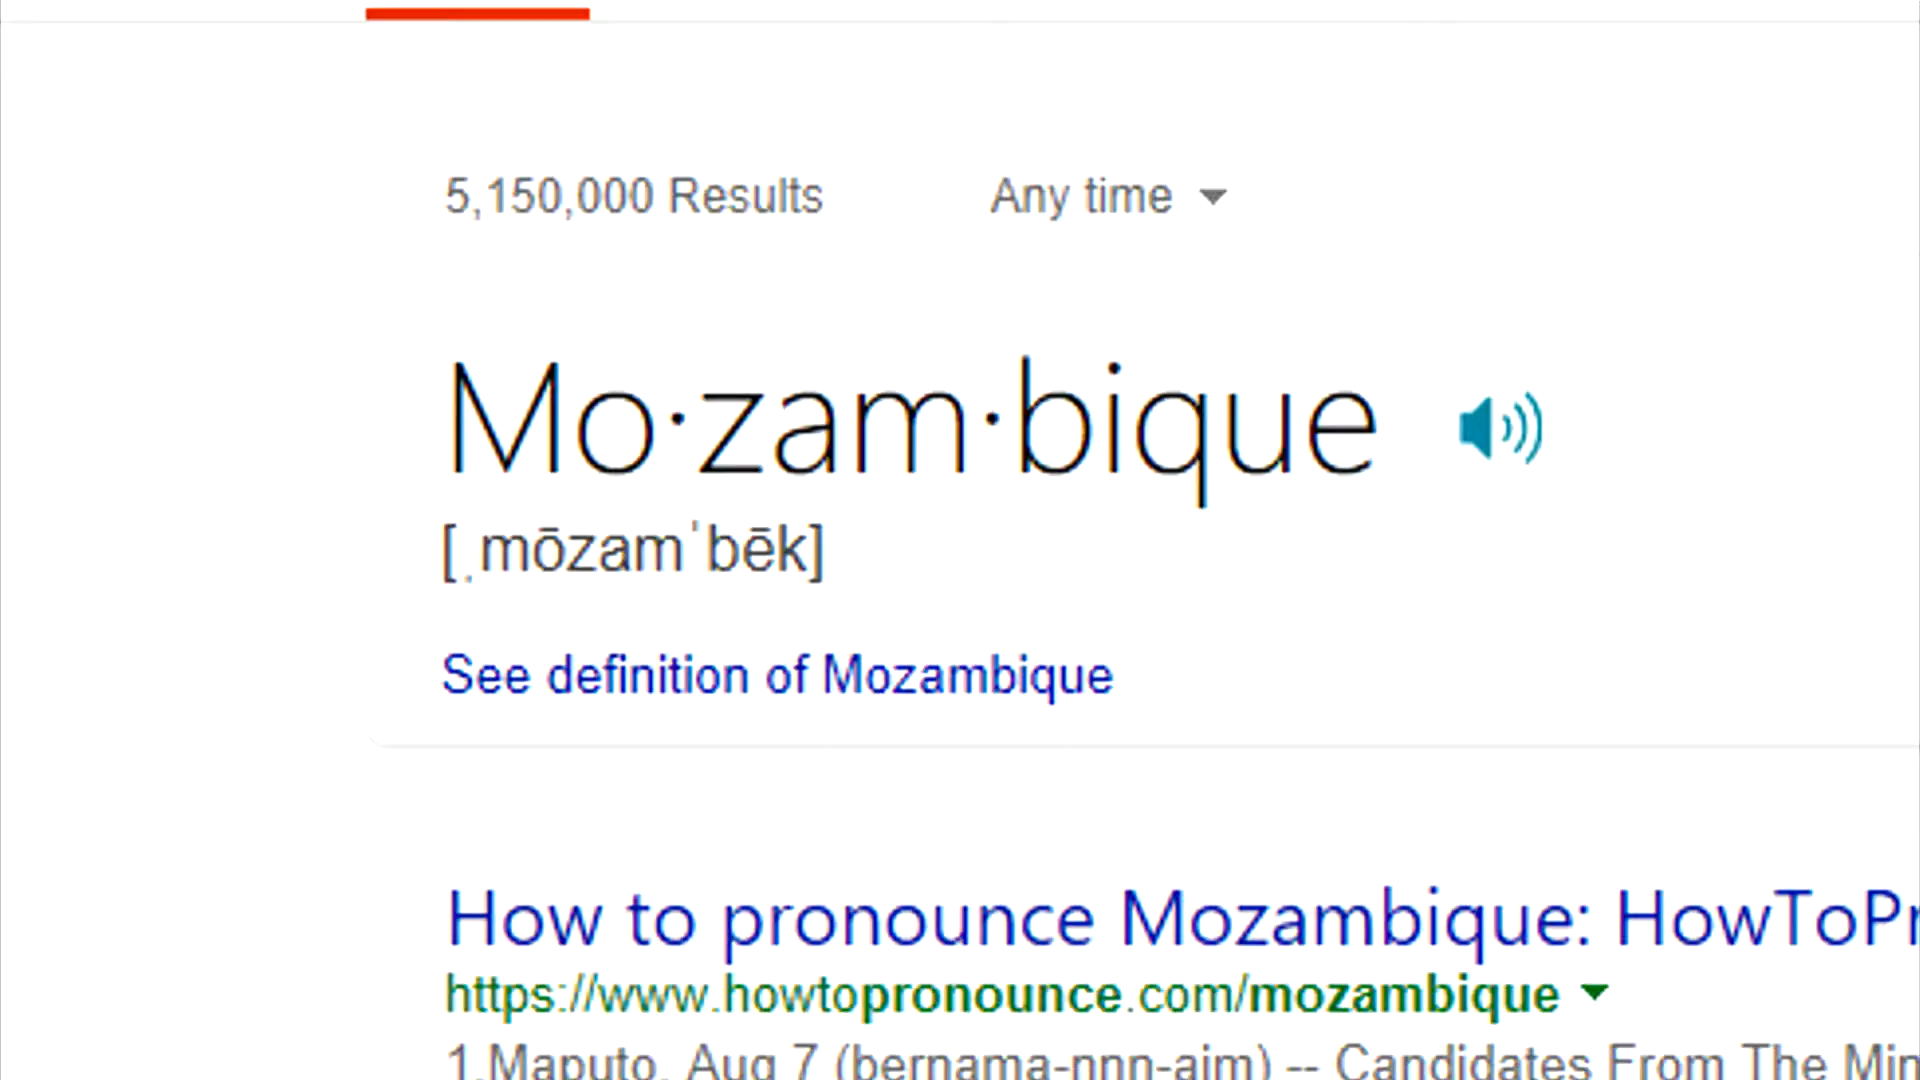 5,150,000 Results Any time
Mo·zam·bique
[ˌmōzamˈbēk]
See definition of Mozambique
How to pronounce Mozambique: HowToPr
https://www.howtopronounce.com/mozambique
1.Maputo, Aug 7 (bernama-nnn-aim) -- Candidates From The Min